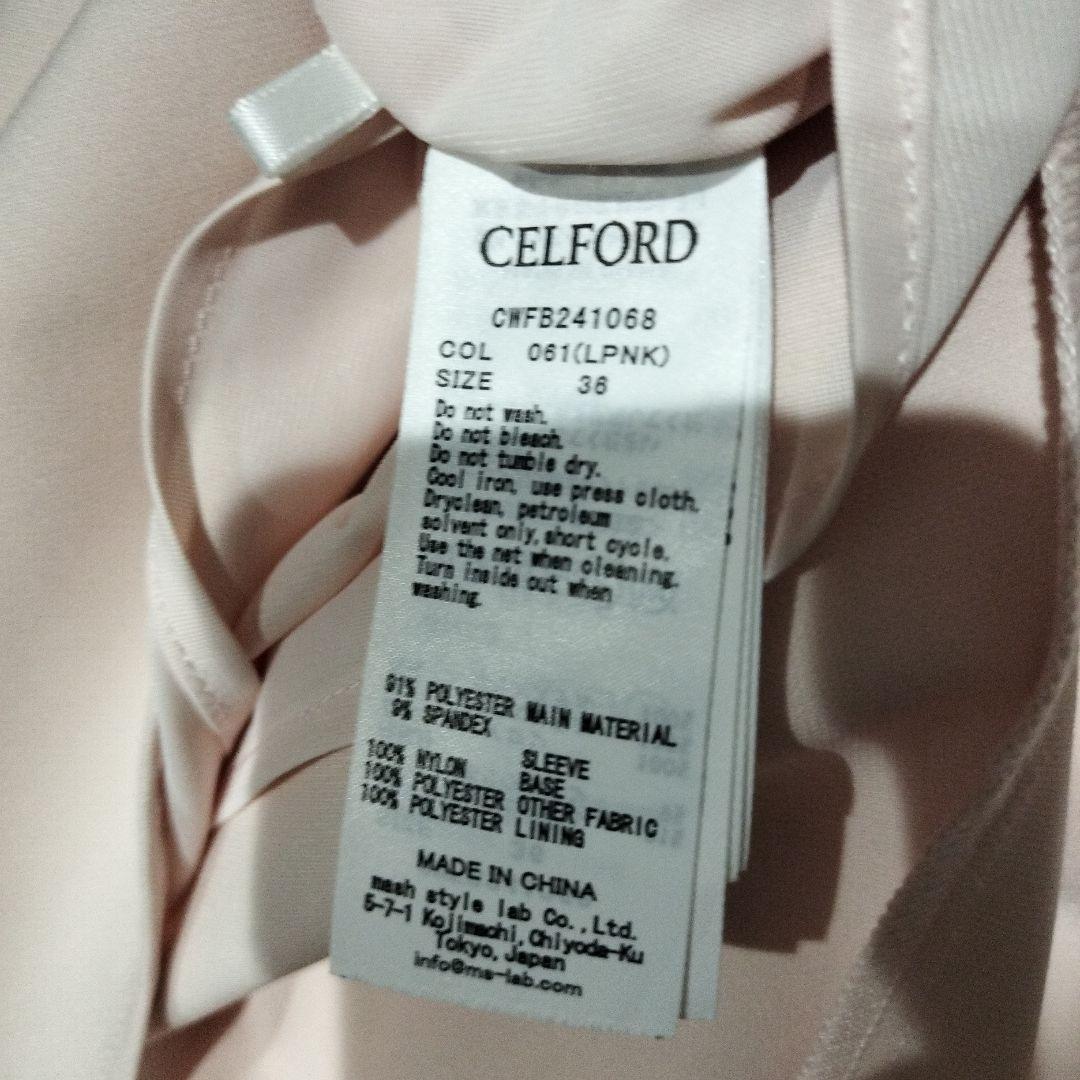 CELFORD
CWFB241068
COL 061(LPNK)
SIZE 36
Do not wash.
Do not bleach.
Do not tumble dry.
Cool iron, use press cloth.
Dryclean, petroleum
solvent only, short cycle.
Use the net when cleaning.
Turn inside out when
washing.
91% POLYESTER MAIN MATERIAL
9% SPANDEX
100% NYLON SLEEVE
100% POLYESTER BASE
100% POLYESTER OTHER FABRIC
100% POLYESTER LINING
MADE IN CHINA
mash style lab Co.,Ltd.
5-7-1 Kojimachi,Chiyoda-Ku
Tokyo,Japan
info@ms-lab.com